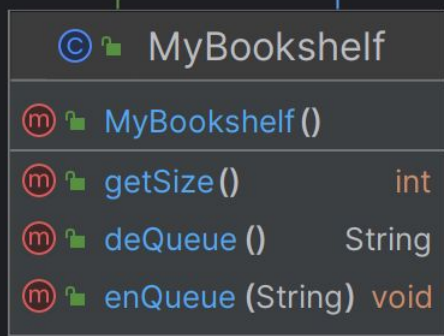 © MyBookshelf
m MyBookshelf()
m getSize() int
m deQueue () String
m enQueue (String) void